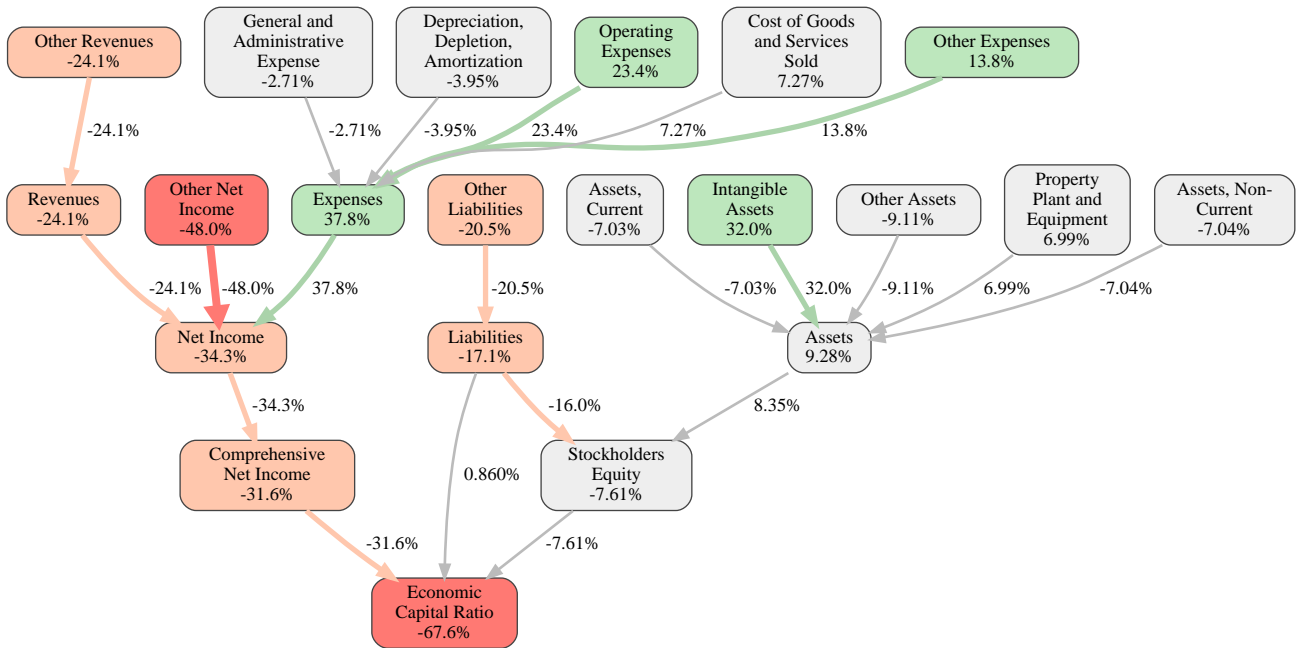 Other Revenues
-24.1%
General and
Administrative
Expense
-2.71%
Depreciation,
Depletion,
Amortization
-3.95%
Operating
Expenses
23.4%
Cost of Goods
and Services
Sold
7.27%
Other Expenses
13.8%
-24.1%
-2.71%
-3.95%
23.4%
7.27%
13.8%
Revenues
-24.1%
Other Net
Income
-48.0%
Expenses
37.8%
Other
Liabilities
-20.5%
Assets,
Current
-7.03%
Intangible
Assets
32.0%
Other Assets
-9.11%
Property
Plant and
Equipment
6.99%
Assets, Non-
Current
-7.04%
-24.1%
-48.0%
37.8%
-20.5%
-7.03%
32.0%
-9.11%
6.99%
-7.04%
Net Income
-34.3%
Liabilities
-17.1%
Assets
9.28%
-34.3%
-16.0%
8.35%
Comprehensive
Net Income
-31.6%
0.860%
Stockholders
Equity
-7.61%
-31.6%
-7.61%
Economic
Capital Ratio
-67.6%